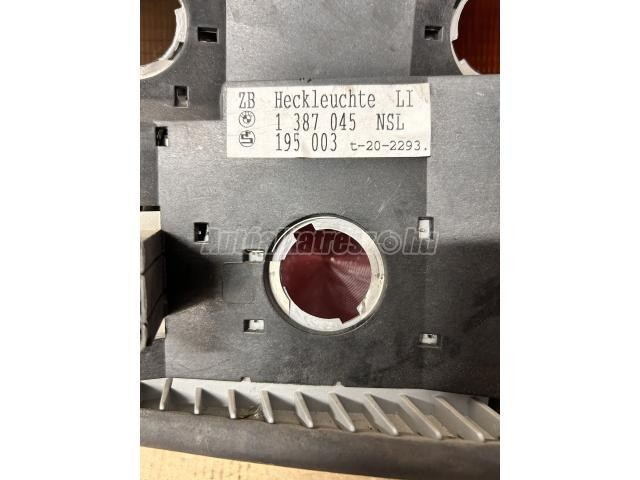 ZB Heckleuchte LI
1 387 045 NSL
195 003 t-20-2293.